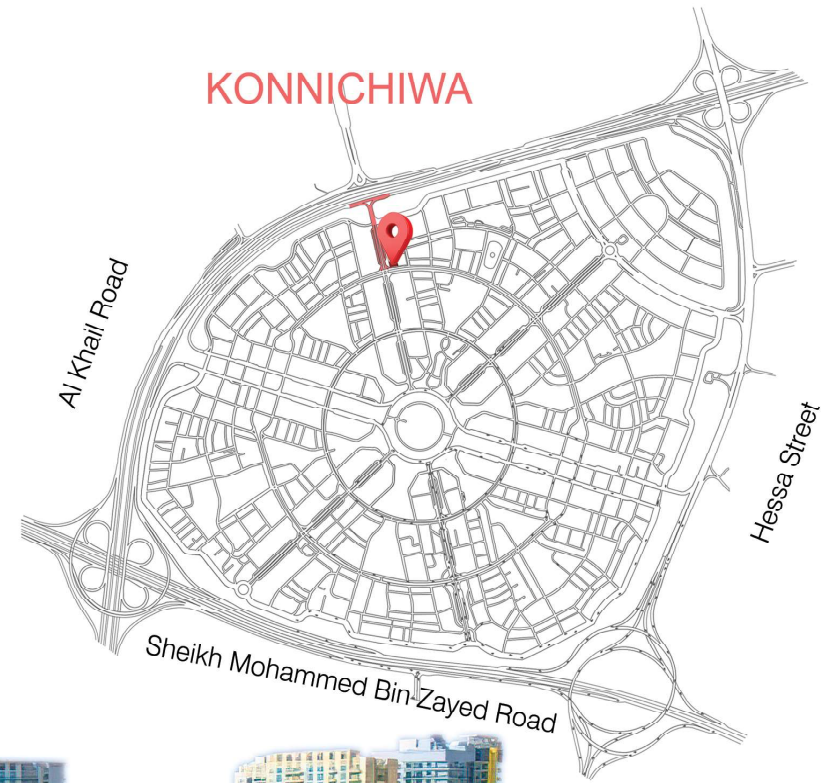 KONNICHIWA
Al Khail Road
Hessa Street
Sheikh Mohammed Bin Zayed Road